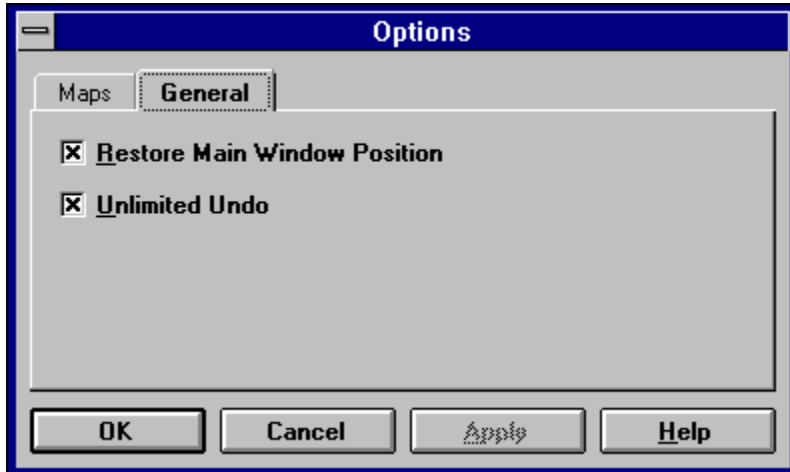 Options
Maps General
Restore Main Window Position
Unlimited Undo
OK Cancel Apply Help